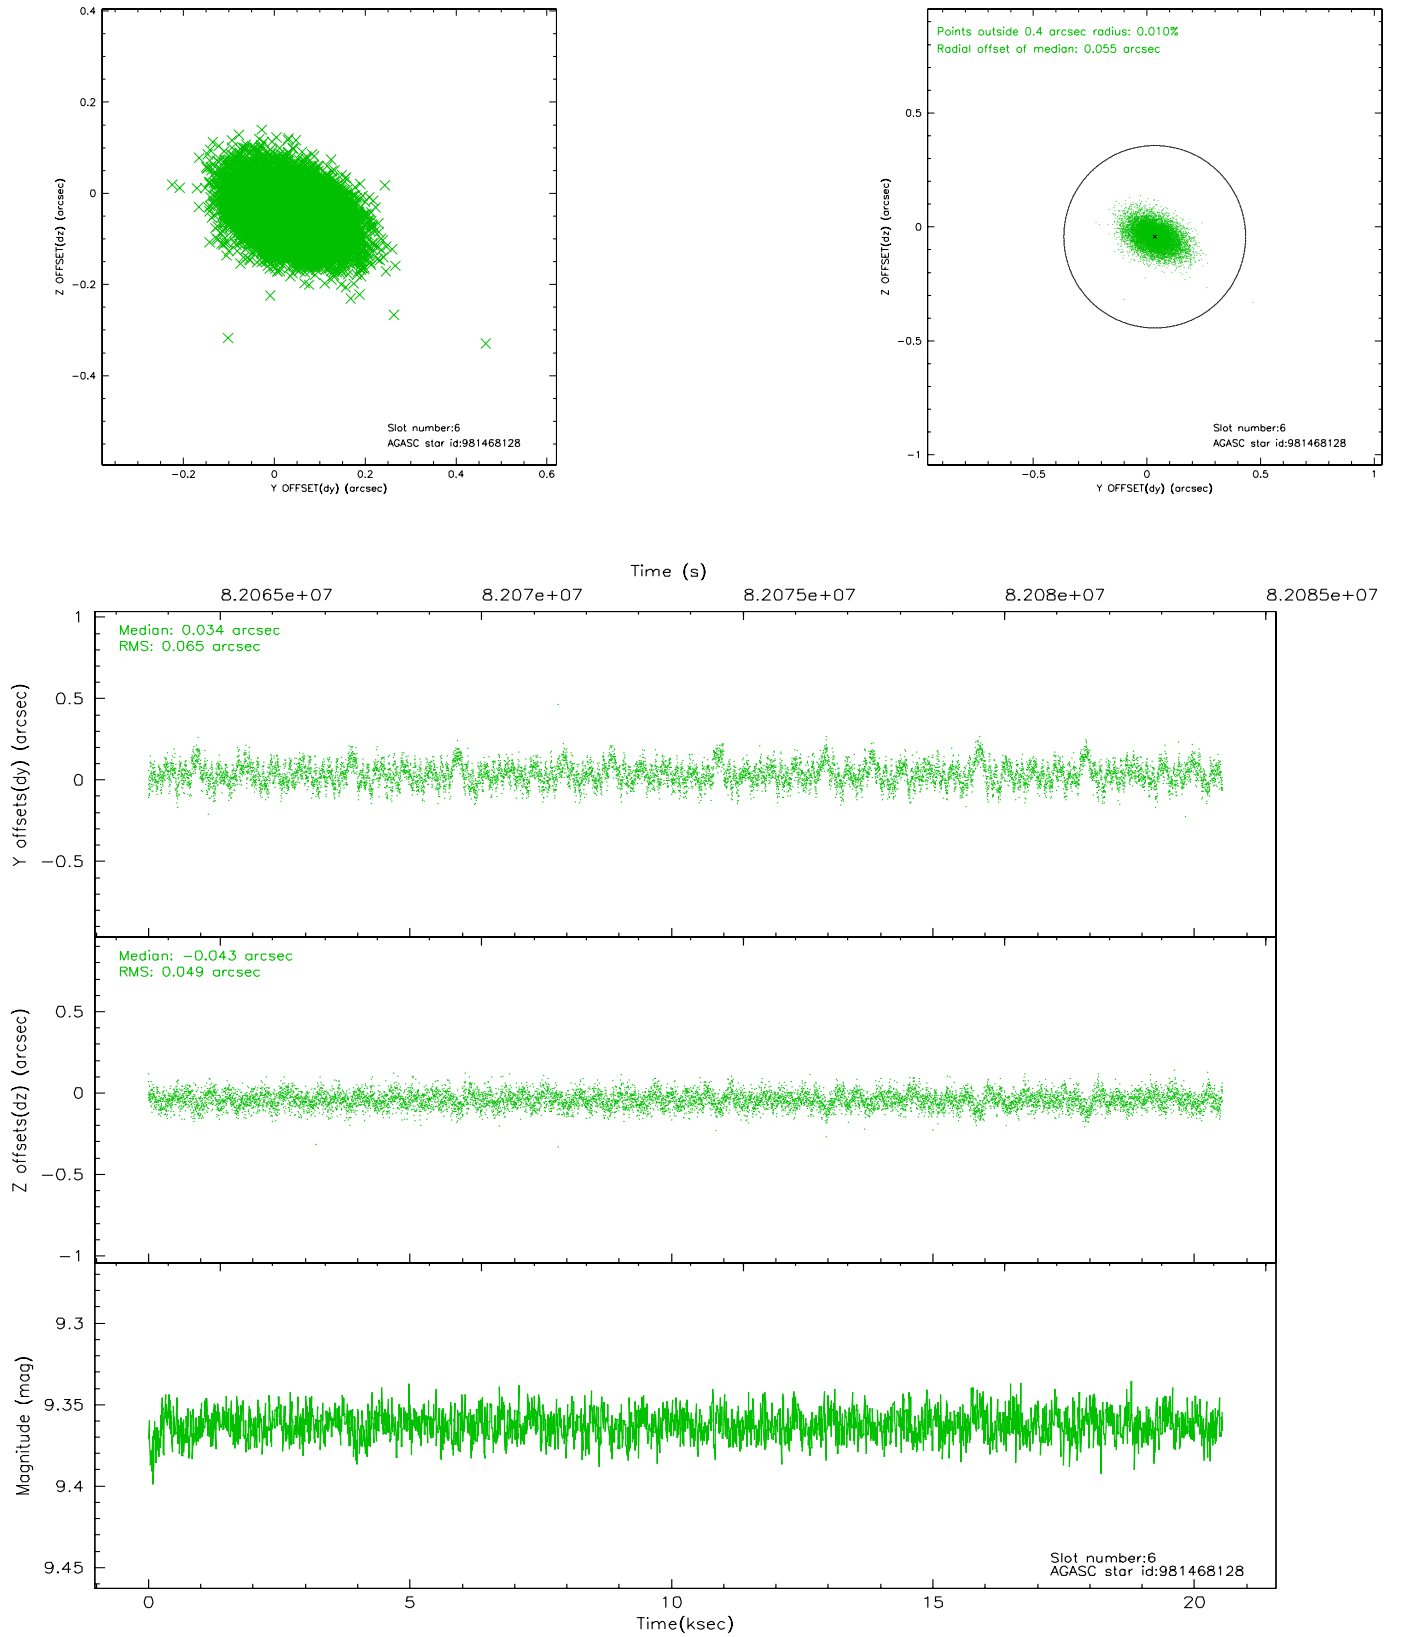 0.4
0.2
0
−0.2
−0.4
Z OFFSET(dz) (arcsec)
Slot number:6
AGASC star id:981468128
−0.2 0 0.2 0.4 0.6
Y OFFSET(dy) (arcsec)
Points outside 0.4 arcsec radius: 0.010%
Radial offset of median: 0.055 arcsec
0.5
0
−0.5
−1
Z OFFSET(dz) (arcsec)
Slot number:6
AGASC star id:981468128
−0.5 0 0.5 1
Y OFFSET(dy) (arcsec)
Time (s)
8.2065e+07 8.207e+07 8.2075e+07 8.208e+07 8.2085e+07
Median: 0.034 arcsec
RMS: 0.065 arcsec
1
0.5
0
−0.5
Y offsets(dy) (arcsec)
Median: −0.043 arcsec
RMS: 0.049 arcsec
0.5
0
−0.5
−1
Z offsets(dz) (arcsec)
9.3
9.35
9.4
9.45
Magnitude (mag)
Slot number:6
AGASC star id:981468128
0 5 10 15 20
Time(ksec)